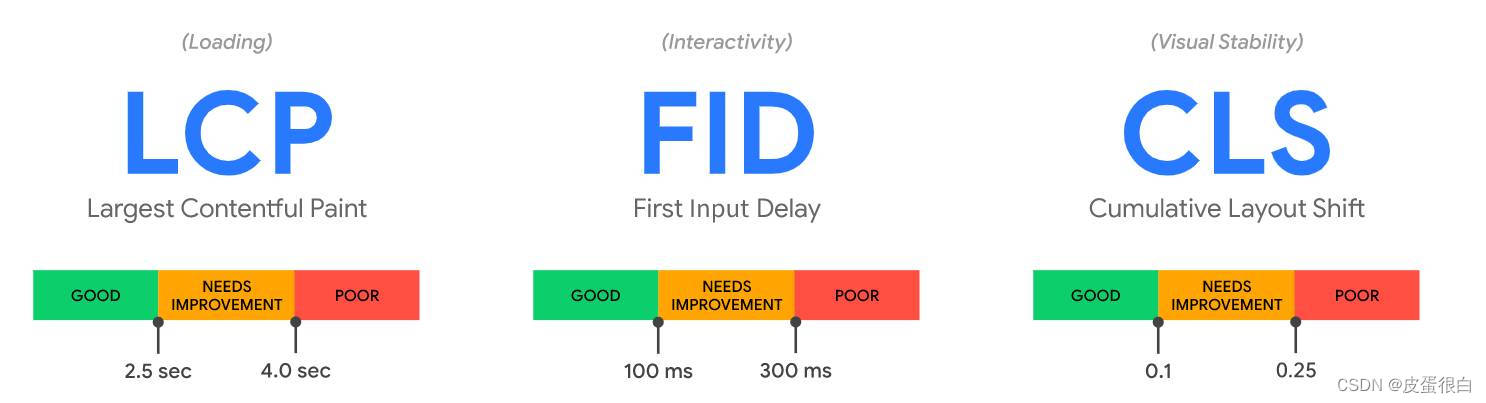 (Loading)
LCP
Largest Contentful Paint
GOOD
NEEDS
IMPROVEMENT
POOR
2.5 sec
4.0 sec
(Interactivity)
FID
First Input Delay
GOOD
NEEDS
IMPROVEMENT
POOR
100 ms
300 ms
(Visual Stability)
CLS
Cumulative Layout Shift
GOOD
NEEDS
IMPROVEMENT
POOR
0.1
0.25
CSDN @皮蛋很白